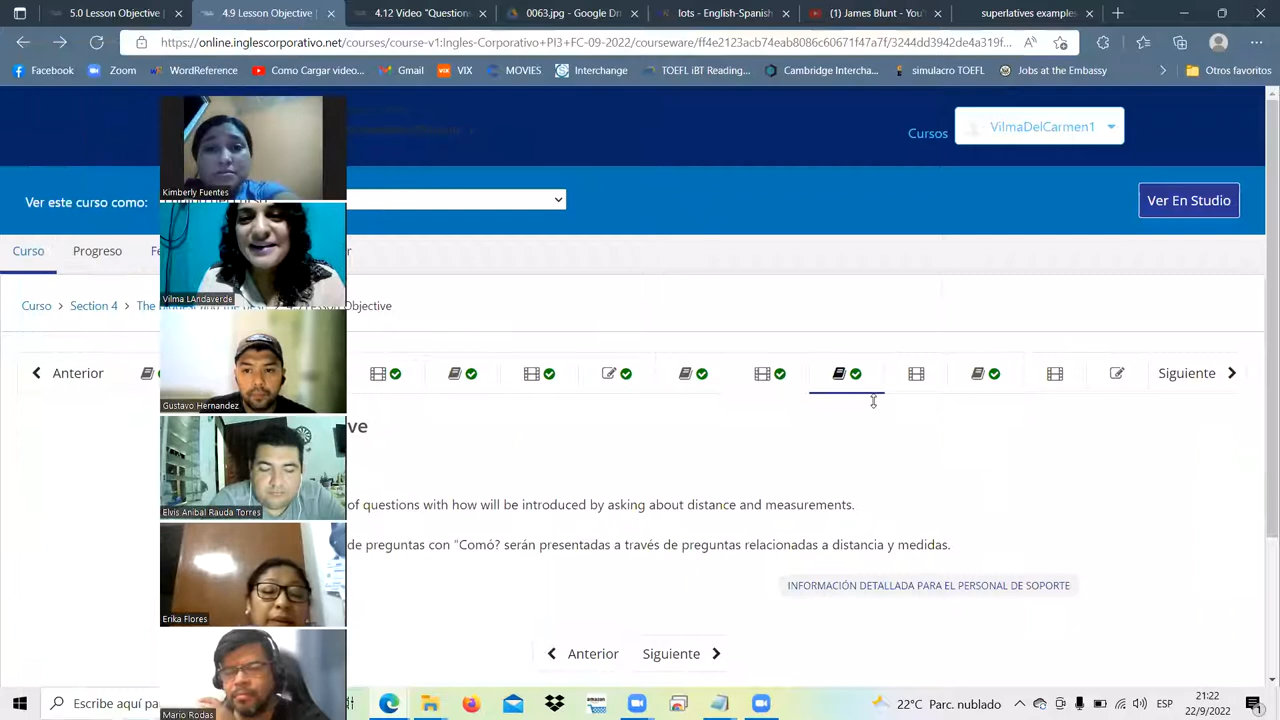 5.0 Lesson Objective
4.9 Lesson Objective
4.12 Video "Question
0063.jpg - Google Dr
lots - English-Spanish
(1) James Blunt - Yo
superlatives examples
https://online.inglescorporativo.net/courses/course-v1:Ingles-Corporativo+PI3+FC-09-2022/courseware/ff4e2123acb74eab8086c60671f47a7f/3244dd3942de4a319f...
Facebook
Zoom
WordReference
Como Cargar video...
Gmail
VIX
MOVIES
Interchange
TOEFL iBT Reading...
Cambridge Intercha...
simulacro TOEFL
Jobs at the Embassy
Otros favoritos
Cursos
VilmaDelCarmen1
Ver este curso como:
Ver En Studio
Curso
Progreso
Curso > Section 4 >
Objective
Anterior
Siguiente
ve
of questions with how will be introduced by asking about distance and measurements.
de preguntas con "Comó? serán presentadas a través de preguntas relacionadas a distancia y medidas.
INFORMACIÓN DETALLADA PARA EL PERSONAL DE SOPORTE
Anterior
Siguiente
Kimberly Fuentes
Vilma LAndaverde
Gustavo Hernandez
Elvis Anibal Rauda Torres
Erika Flores
Mario Rodas
Escribe aquí pa
22°C Parc. nublado
ESP
21:22
22/9/2022
1